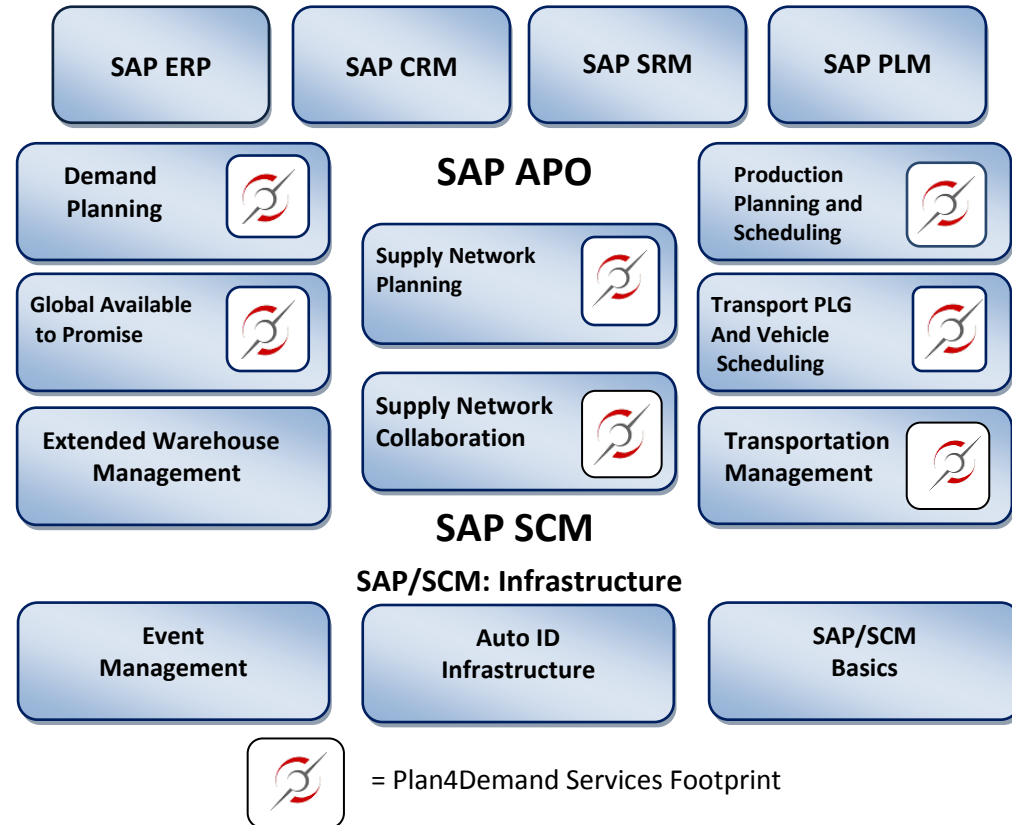 SAP ERP
SAP CRM
SAP SRM
SAP PLM
SAP APO
Demand
Planning
Supply Network
Planning
Production
Planning and
Scheduling
Global Available
to Promise
Transport PLG
And Vehicle
Scheduling
Supply Network
Collaboration
Extended Warehouse
Management
Transportation
Management
SAP SCM
SAP/SCM: Infrastructure
Event
Management
Auto ID
Infrastructure
SAP/SCM
Basics
= Plan4Demand Services Footprint